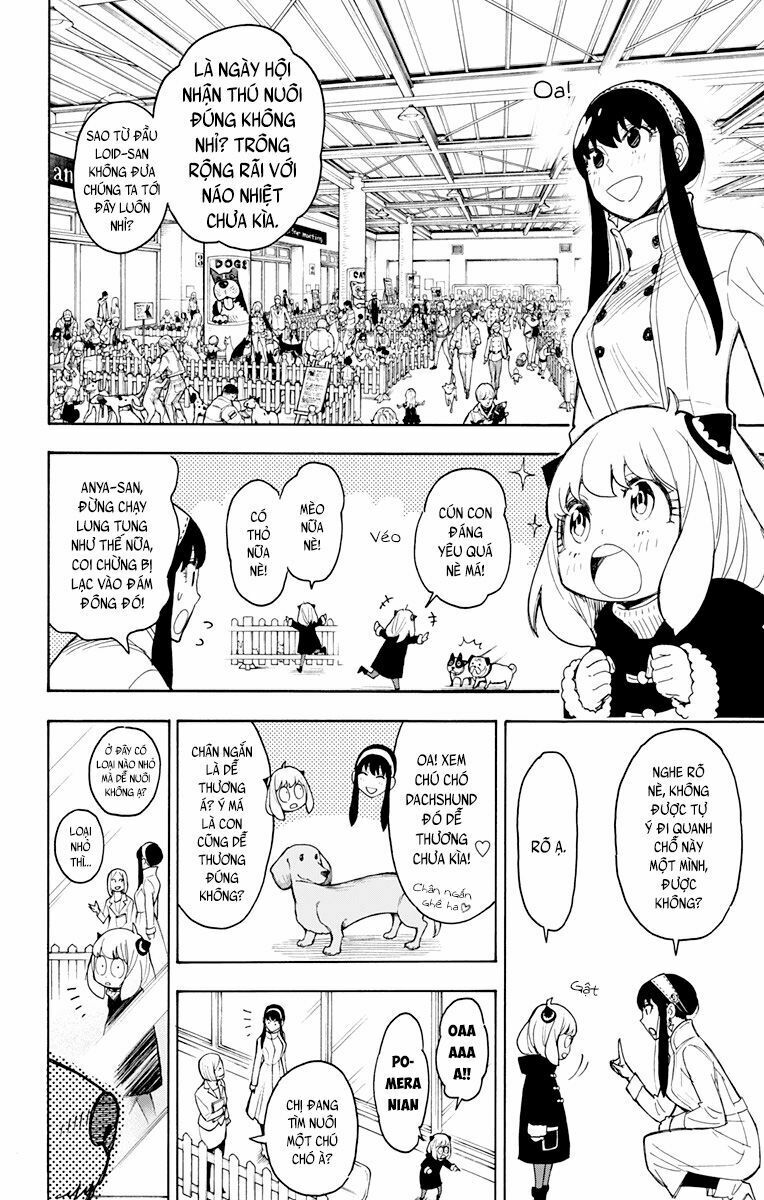 Oa!
LÀ NGÀY HỘI
NHẬN THÚ NUÔI
ĐÚNG KHÔNG
NHỈ? TRÔNG
RỘNG RÃI VỚI
NÁO NHIỆT
CHƯA KÌA.
SAO TỪ ĐẦU
LOID-SAN
KHÔNG ĐƯA
CHÚNG TA TỚI
ĐÂY LUÔN
NHỈ?
an
DOG!
CÚN CON
ĐÁNG
YÊU QUÁ
NÈ MÁ!
Véo
MÈO
NỮA
NÈ!
CÓ
THỎ
NỮA
NÈ!
ANYA-SAN,
ĐỪNG CHẠY
LUNG TUNG
NHƯ THẾ NỮA,
COI CHỪNG BỊ
LẠC VÀO ĐÁM
ĐÔNG ĐÓ!
NGHE RÕ
NÈ, KHÔNG
ĐƯỢC TỰ
Ý ĐI QUANH
CHỖ NÀY
MỘT MÌNH,
ĐƯỢC
KHÔNG?
RÕ Ạ.
Gật
OA! XEM
CHÚ CHÓ
DACHSHUND
ĐÓ DỄ
THƯƠNG
CHƯA KÌA! ♡
Chân ngắn
ghê ha ♡
CHÂN NGẮN
LÀ DỄ
THƯƠNG
Á? Ý MÁ
LÀ CON
CŨNG DỄ
THƯƠNG
ĐÚNG
KHÔNG?
OAA
AAA
A!!
PO-
MERA
NIAN
CHỊ ĐANG
TÌM NUÔI
MỘT CHÚ
CHÓ À?
Ở ĐÂY CÓ
LOẠI NÀO NHỎ
MÀ DỄ NUÔI
KHÔNG Ạ?
LOẠI
NHỎ
THÌ...